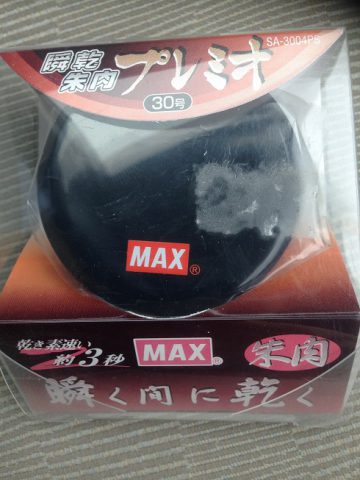 SA-3004PS
瞬乾
朱肉
プレミオ
30号
MAX®
乾き素速い
約3秒
MAX®
朱肉
瞬く間に乾く